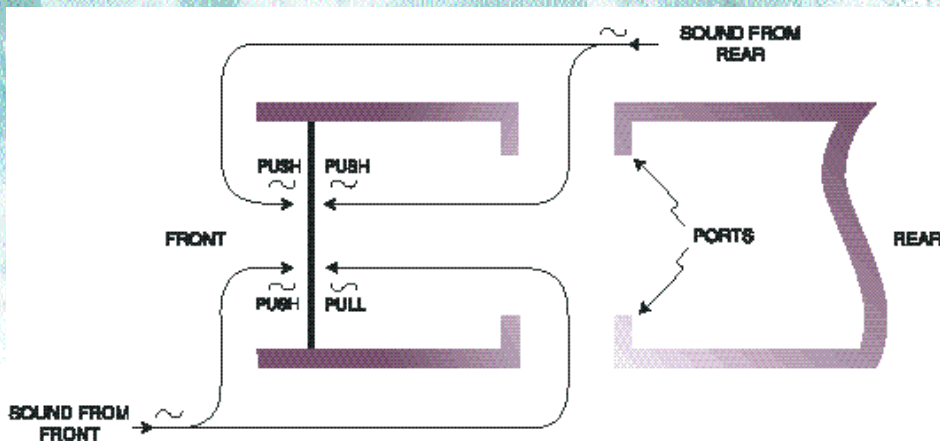 SOUND FROM
REAR
PUSH PUSH
FRONT
PORTS
REAR
PUSH PULL
SOUND FROM
FRONT